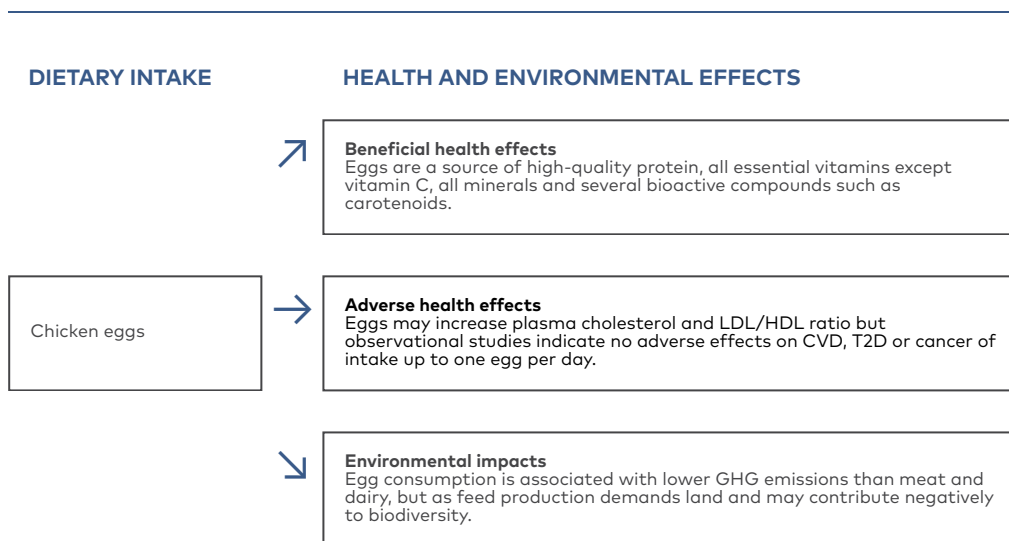 DIETARY INTAKE
HEALTH AND ENVIRONMENTAL EFFECTS
Beneficial health effects
Eggs are a source of high-quality protein, all essential vitamins except
vitamin C, all minerals and several bioactive compounds such as
carotenoids.
Chicken eggs
Adverse health effects
Eggs may increase plasma cholesterol and LDL/HDL ratio but
observational studies indicate no adverse effects on CVD, T2D or cancer of
intake up to one egg per day.
Environmental impacts
Egg consumption is associated with lower GHG emissions than meat and
dairy, but as feed production demands land and may contribute negatively
to biodiversity.